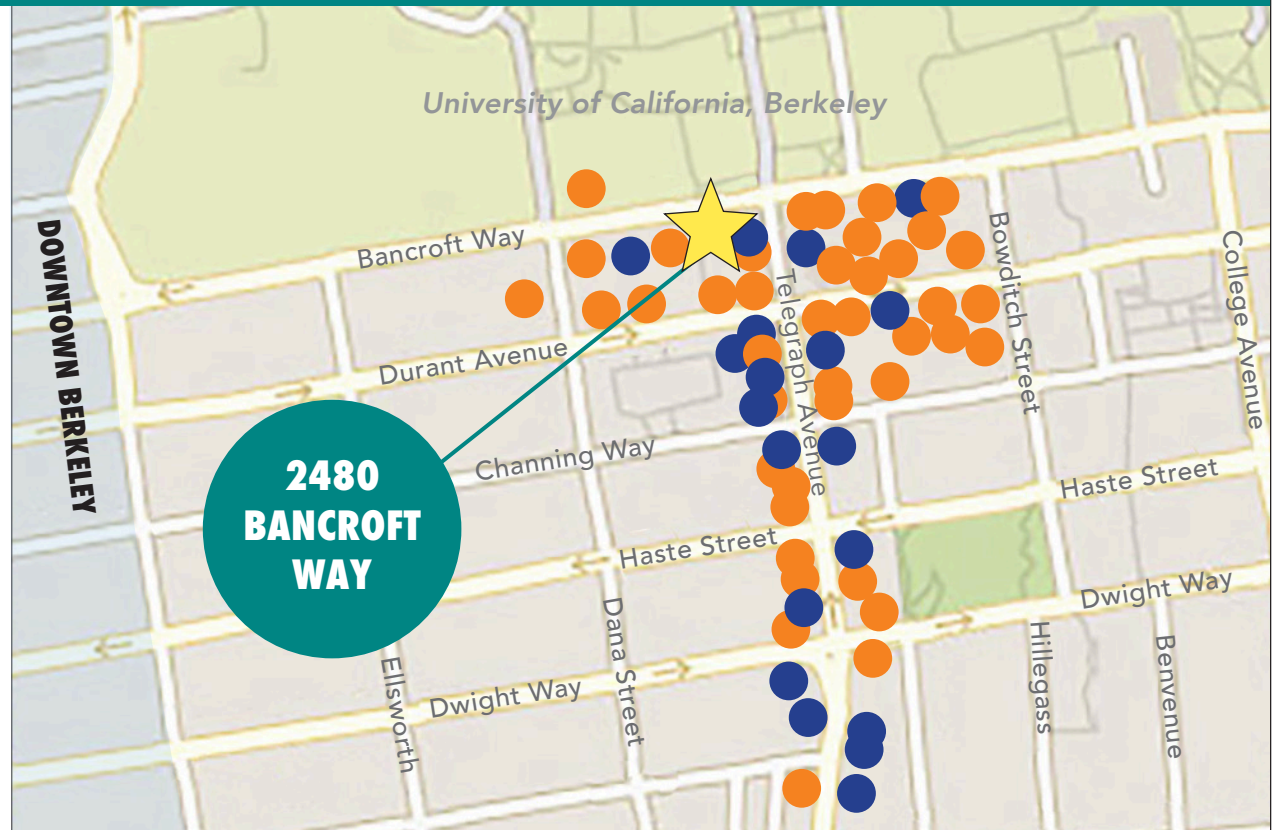 University of California, Berkeley
DOWNTOWN BERKELEY
Bancroft Way
Bowditch Street
College Avenue
Telegraph Avenue
Durant Avenue
2480
BANCROFT
WAY
Channing Way
Haste Street
Haste Street
Dwight Way
Dana Street
Ellsworth
Dwight Way
Hillegass
Benvenue